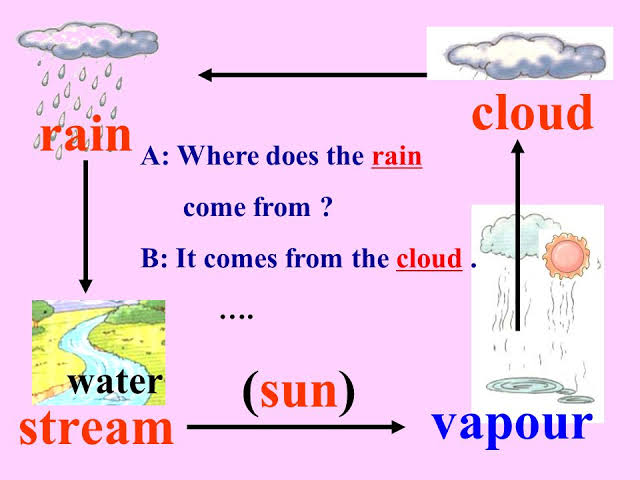 cloud
rain
A: Where does the rain
come from ?
B: It comes from the cloud .
….
water
(sun)
stream
vapour